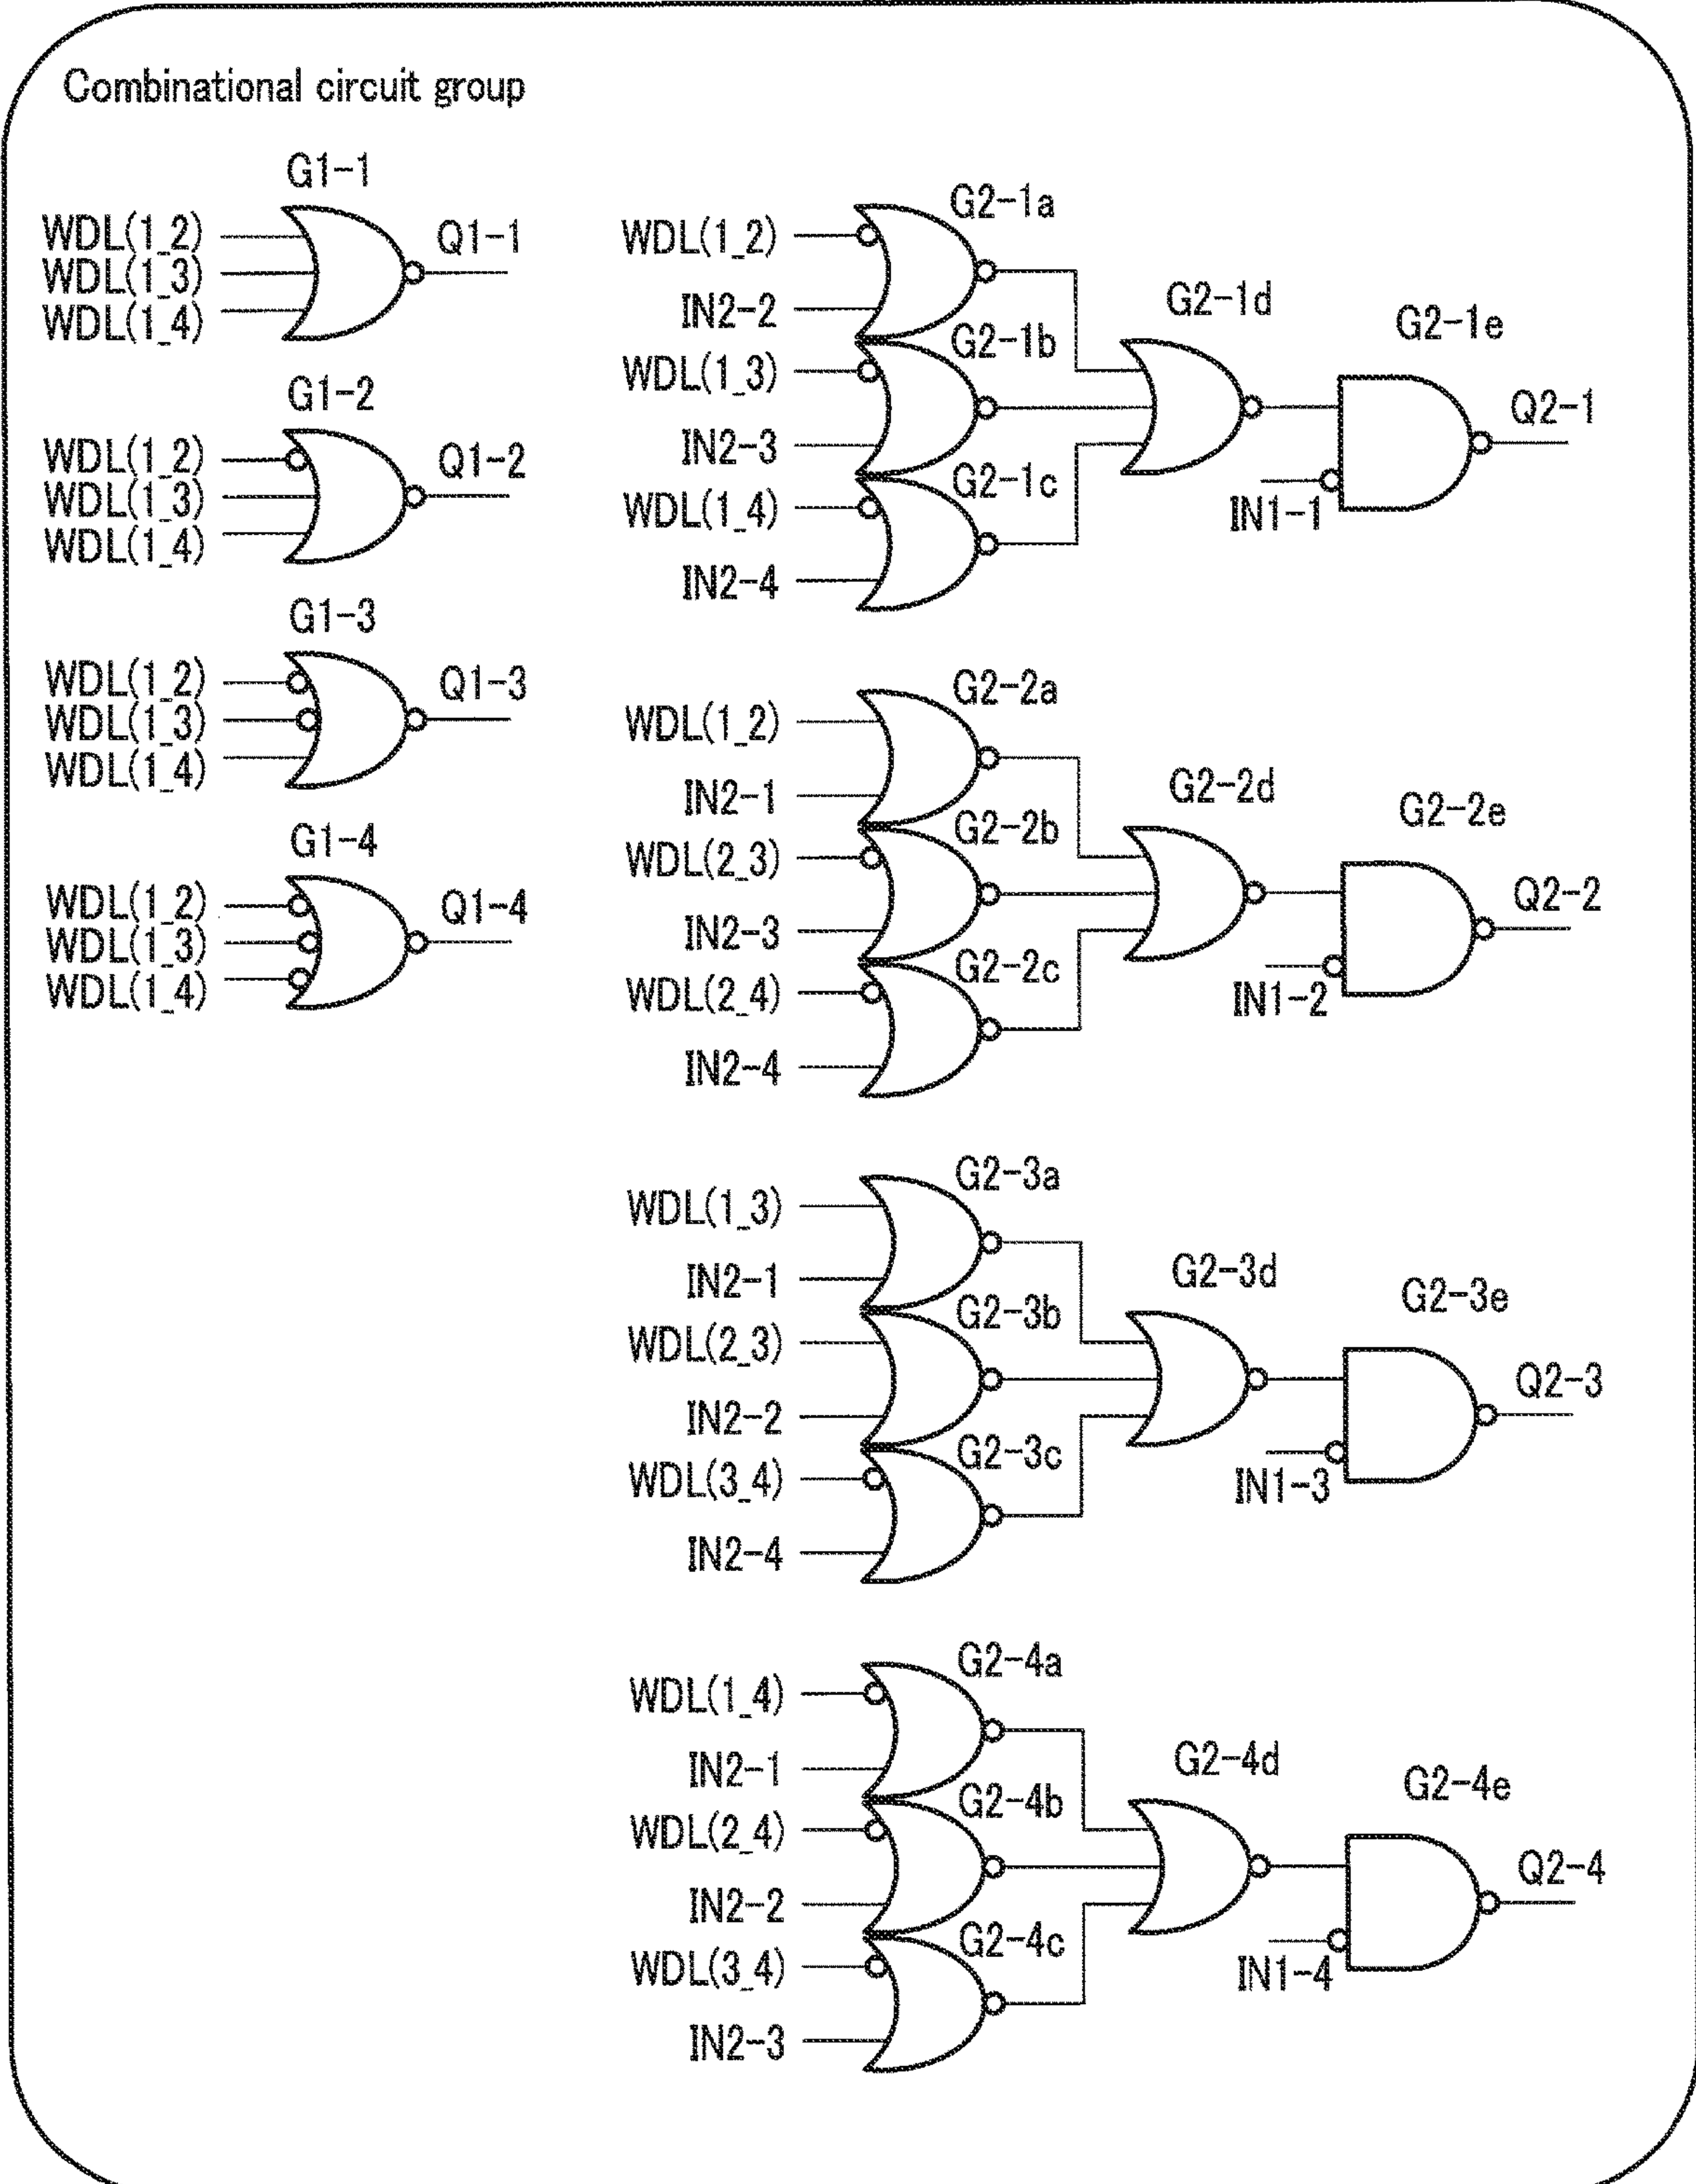 Combinational circuit group
G1-1
WDL(1_2)
WDL(1_3)
WDL(1_4)
Q1-1
G1-2
WDL(1_2)
WDL(1_3)
WDL(1_4)
Q1-2
G1-3
WDL(1_2)
WDL(1_3)
WDL(1_4)
Q1-3
G1-4
WDL(1_2)
WDL(1_3)
WDL(1_4)
Q1-4
G2-1a
WDL(1_2)
IN2-2
G2-1b
WDL(1_3)
IN2-3
G2-1c
WDL(1_4)
IN2-4
G2-1d
G2-1e
Q2-1
IN1-1
G2-2a
WDL(1_2)
IN2-1
G2-2b
WDL(2_3)
IN2-3
G2-2c
WDL(2_4)
IN2-4
G2-2d
G2-2e
Q2-2
IN1-2
G2-3a
WDL(1_3)
IN2-1
G2-3b
WDL(2_3)
IN2-2
G2-3c
WDL(3_4)
IN2-4
G2-3d
G2-3e
Q2-3
IN1-3
G2-4a
WDL(1_4)
IN2-1
G2-4b
WDL(2_4)
IN2-2
G2-4c
WDL(3_4)
IN2-3
G2-4d
G2-4e
Q2-4
IN1-4